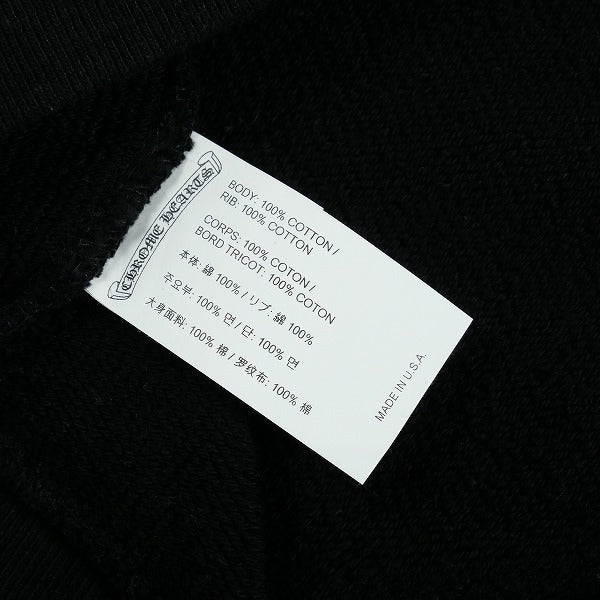 CHROME HEARTS
BODY: 100% COTTON /
RIB: 100% COTTON
CORPS: 100% COTON /
BORD TRICOT: 100% COTON
本体: 綿 100% / リブ: 綿 100%
주요부: 100% 면 / 단: 100% 면
大身面料: 100% 棉 / 罗纹布: 100% 棉
MADE IN U.S.A.